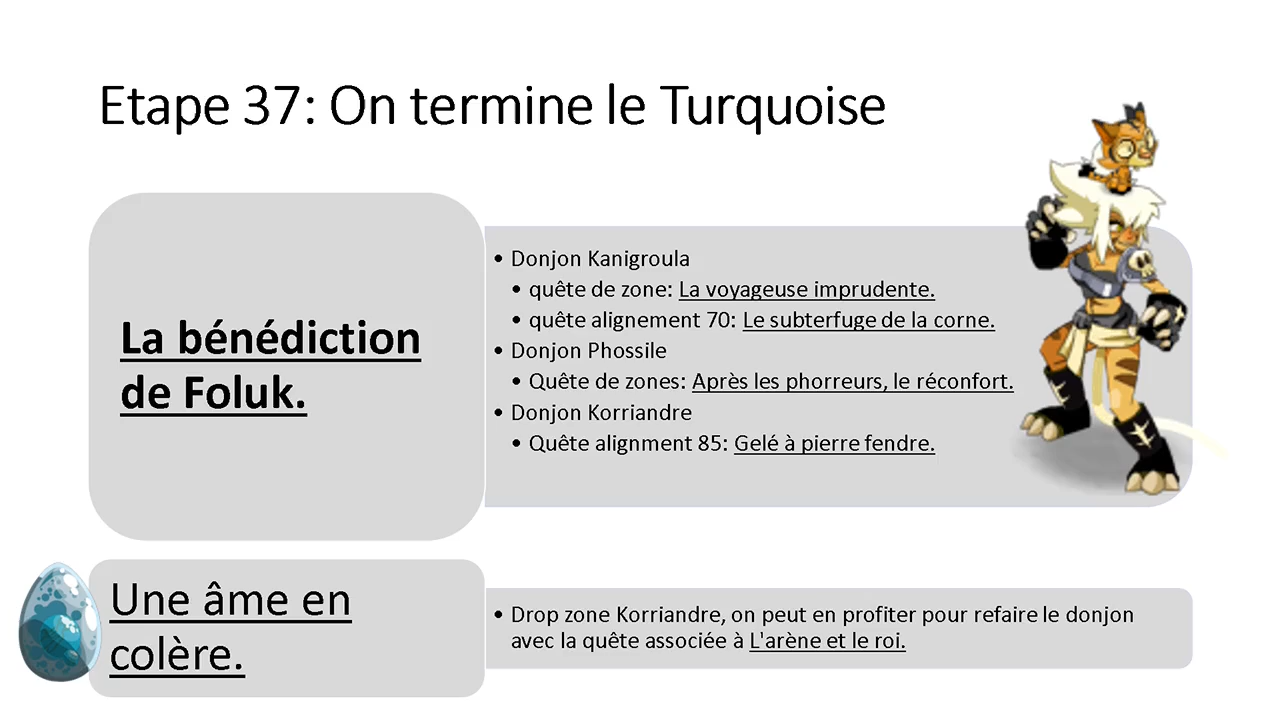 Etape 37: On termine le Turquoise
La bénédiction
de Foluk.
• Donjon Kanigroula
• quête de zone: La voyageuse imprudente.
• quête alignement 70: Le subterfuge de la corne.
• Donjon Phossile
• Quête de zones: Après les phorreurs, le réconfort.
• Donjon Korriandre
• Quête alignment 85: Gelé à pierre fendre.
Une âme en
colère.
• Drop zone Korriandre, on peut en profiter pour refaire le donjon
avec la quête associée à L'arène et le roi.